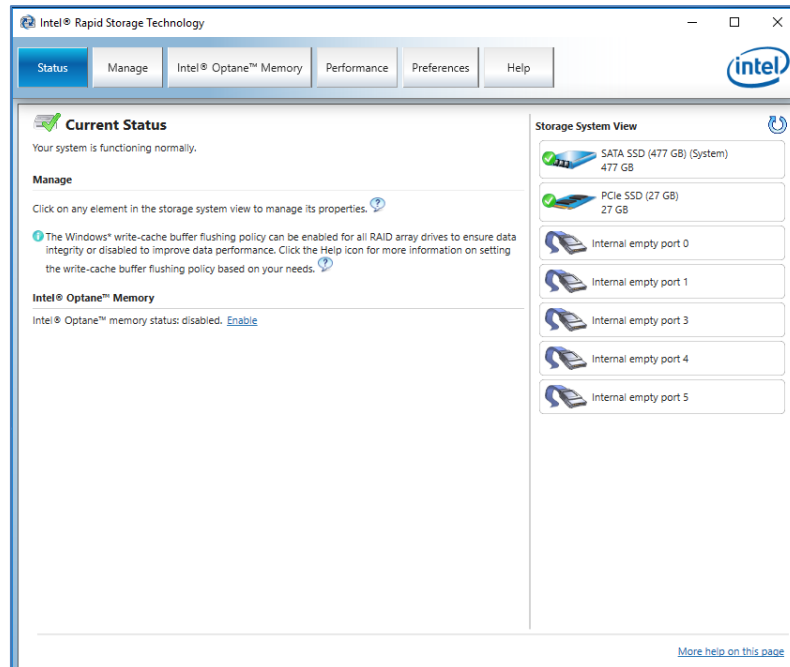 Intel® Rapid Storage Technology
Status
Manage
Intel® Optane™ Memory
Performance
Preferences
Help
intel
Current Status
Your system is functioning normally.
Manage
Click on any element in the storage system view to manage its properties.
The Windows* write-cache buffer flushing policy can be enabled for all RAID array drives to ensure data
integrity or disabled to improve data performance. Click the Help icon for more information on setting
the write-cache buffer flushing policy based on your needs.
Intel® Optane™ Memory
Intel® Optane™ memory status: disabled. Enable
Storage System View
SATA SSD (477 GB) (System)
477 GB
PCIe SSD (27 GB)
27 GB
Internal empty port 0
Internal empty port 1
Internal empty port 3
Internal empty port 4
Internal empty port 5
More help on this page